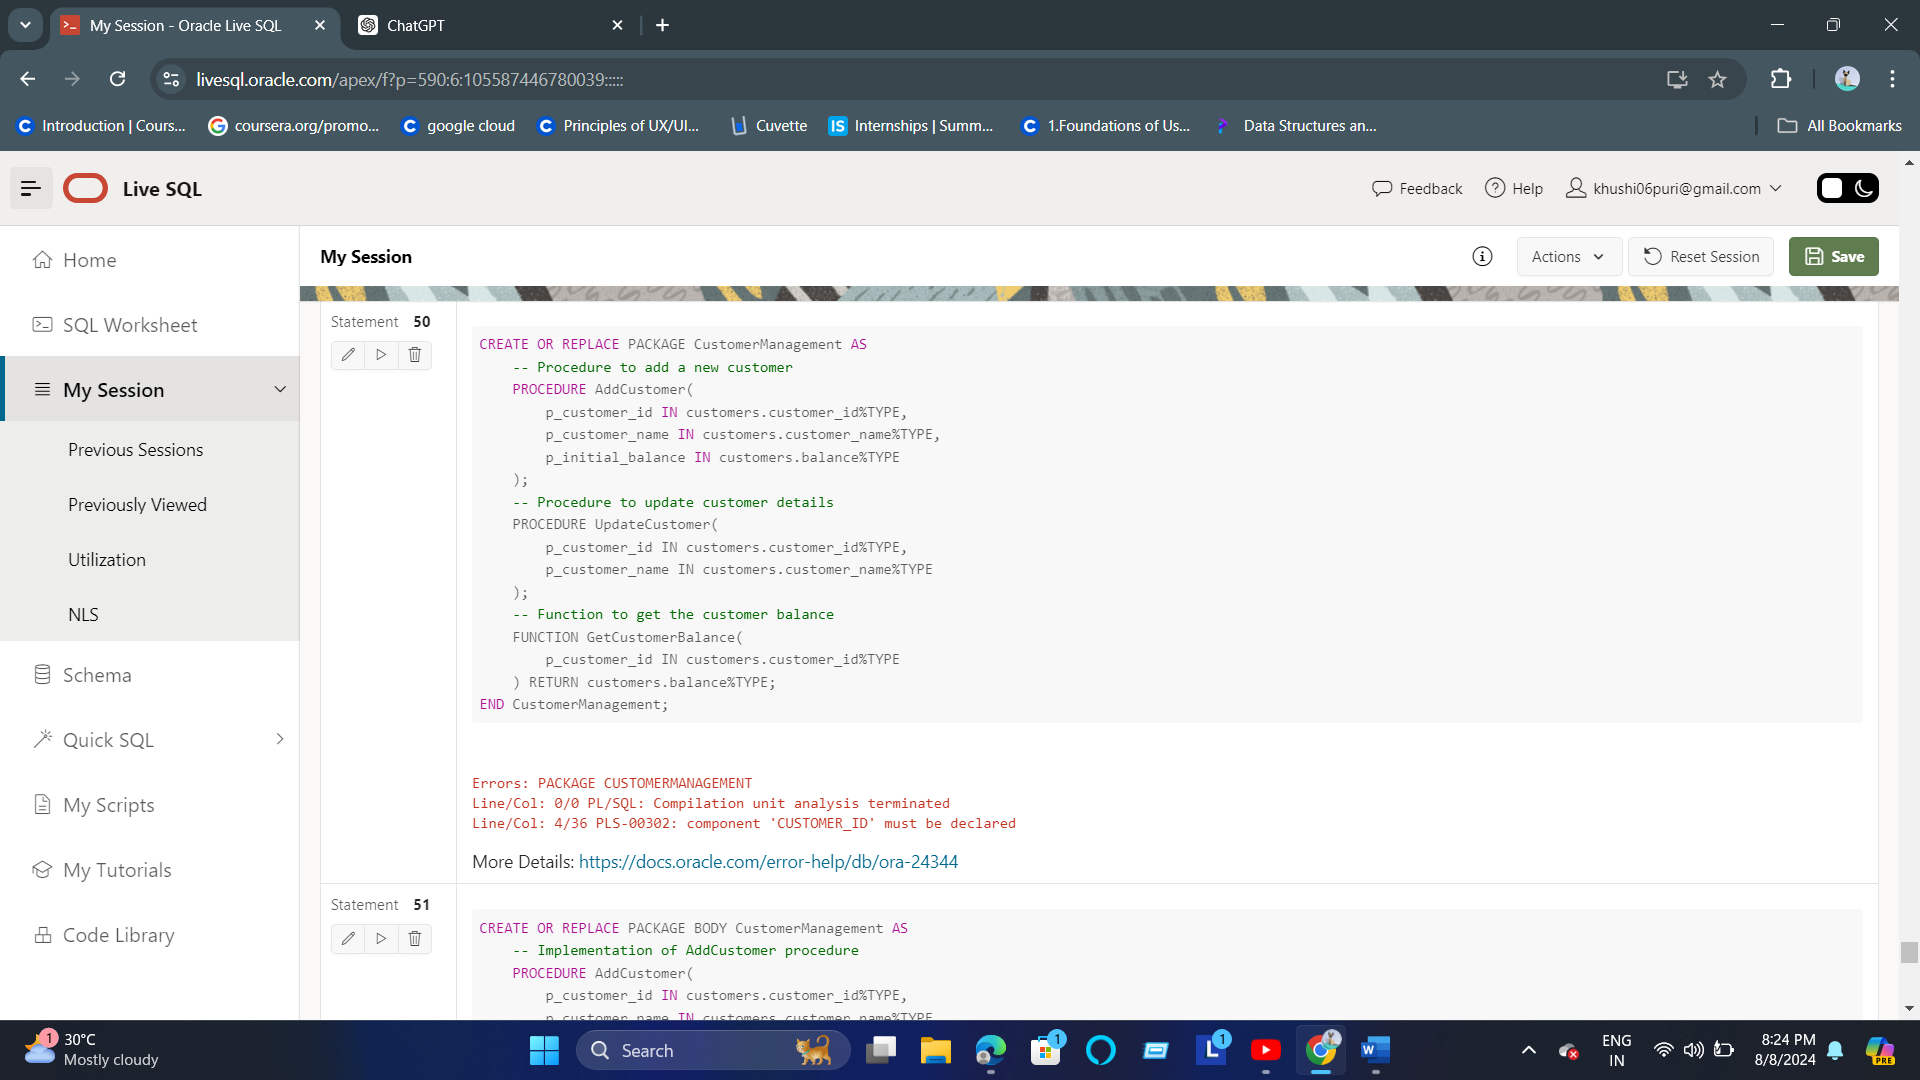 My Session - Oracle Live SQL
ChatGPT
livesql.oracle.com/apex/f?p=590:6:105587446780039:::::
Introduction | Cours...
coursera.org/promo...
google cloud
Principles of UX/UI...
Cuvette
Internships | Summ...
1.Foundations of Us...
Data Structures an...
All Bookmarks
Live SQL
Feedback
Help
khushi06puri@gmail.com
Home
SQL Worksheet
My Session
Previous Sessions
Previously Viewed
Utilization
NLS
Schema
Quick SQL
My Scripts
My Tutorials
Code Library
My Session
Actions
Reset Session
Save
Statement 50
CREATE OR REPLACE PACKAGE CustomerManagement AS
-- Procedure to add a new customer
PROCEDURE AddCustomer(
p_customer_id IN customers.customer_id%TYPE,
p_customer_name IN customers.customer_name%TYPE,
p_initial_balance IN customers.balance%TYPE
);
-- Procedure to update customer details
PROCEDURE UpdateCustomer(
p_customer_id IN customers.customer_id%TYPE,
p_customer_name IN customers.customer_name%TYPE
);
-- Function to get the customer balance
FUNCTION GetCustomerBalance(
p_customer_id IN customers.customer_id%TYPE
) RETURN customers.balance%TYPE;
END CustomerManagement;
Errors: PACKAGE CUSTOMERMANAGEMENT
Line/Col: 0/0 PL/SQL: Compilation unit analysis terminated
Line/Col: 4/36 PLS-00302: component 'CUSTOMER_ID' must be declared
More Details: https://docs.oracle.com/error-help/db/ora-24344
Statement 51
CREATE OR REPLACE PACKAGE BODY CustomerManagement AS
-- Implementation of AddCustomer procedure
PROCEDURE AddCustomer(
p_customer_id IN customers.customer_id%TYPE,
p_customer_name IN customers.customer_name%TYPE
1
30°C
Mostly cloudy
Search
1
L
1
W
ENG
IN
8:24 PM
8/8/2024
PRE